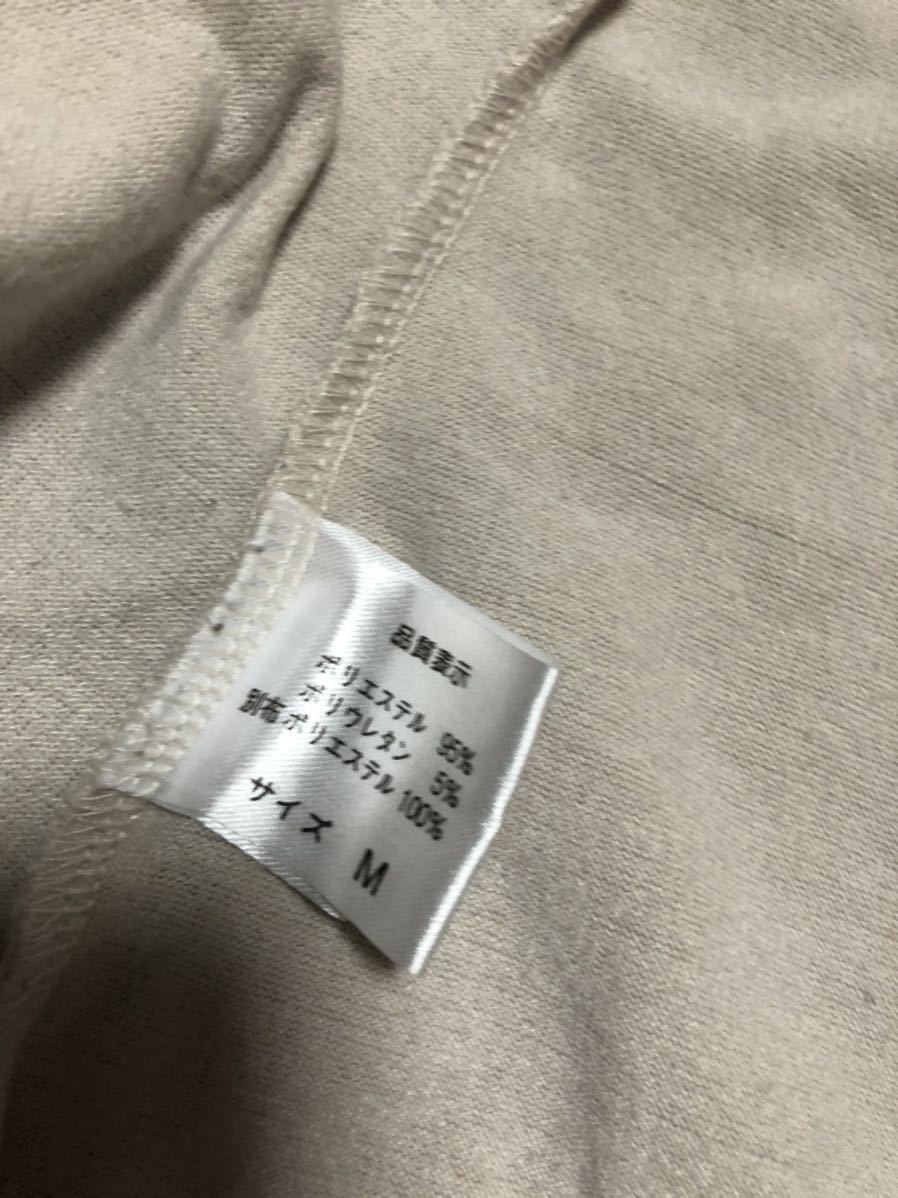 品質表示
ポリエステル 95%
ポリウレタン 5%
別布ポリエステル 100%
サイズ M